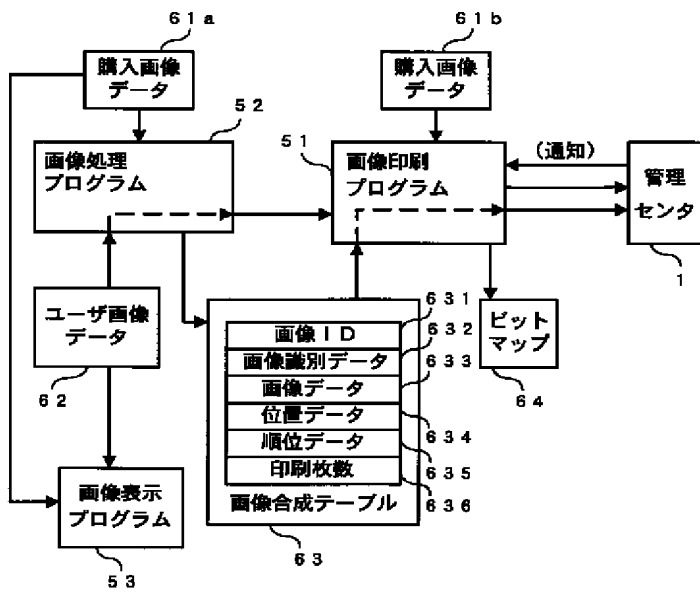 ６１ａ
６１ｂ
購入画像
データ
購入画像
データ
５２
５１
画像処理
プログラム
画像印刷
プログラム
（通知）
管理
センタ
１
ユーザ画像
データ
６２
６３１
画像ＩＤ
６３２
画像識別データ
６３３
画像データ
位置データ
６３４
順位データ
６３５
印刷枚数
６３６
画像合成テーブル
６３
ビット
マップ
６４
画像表示
プログラム
５３